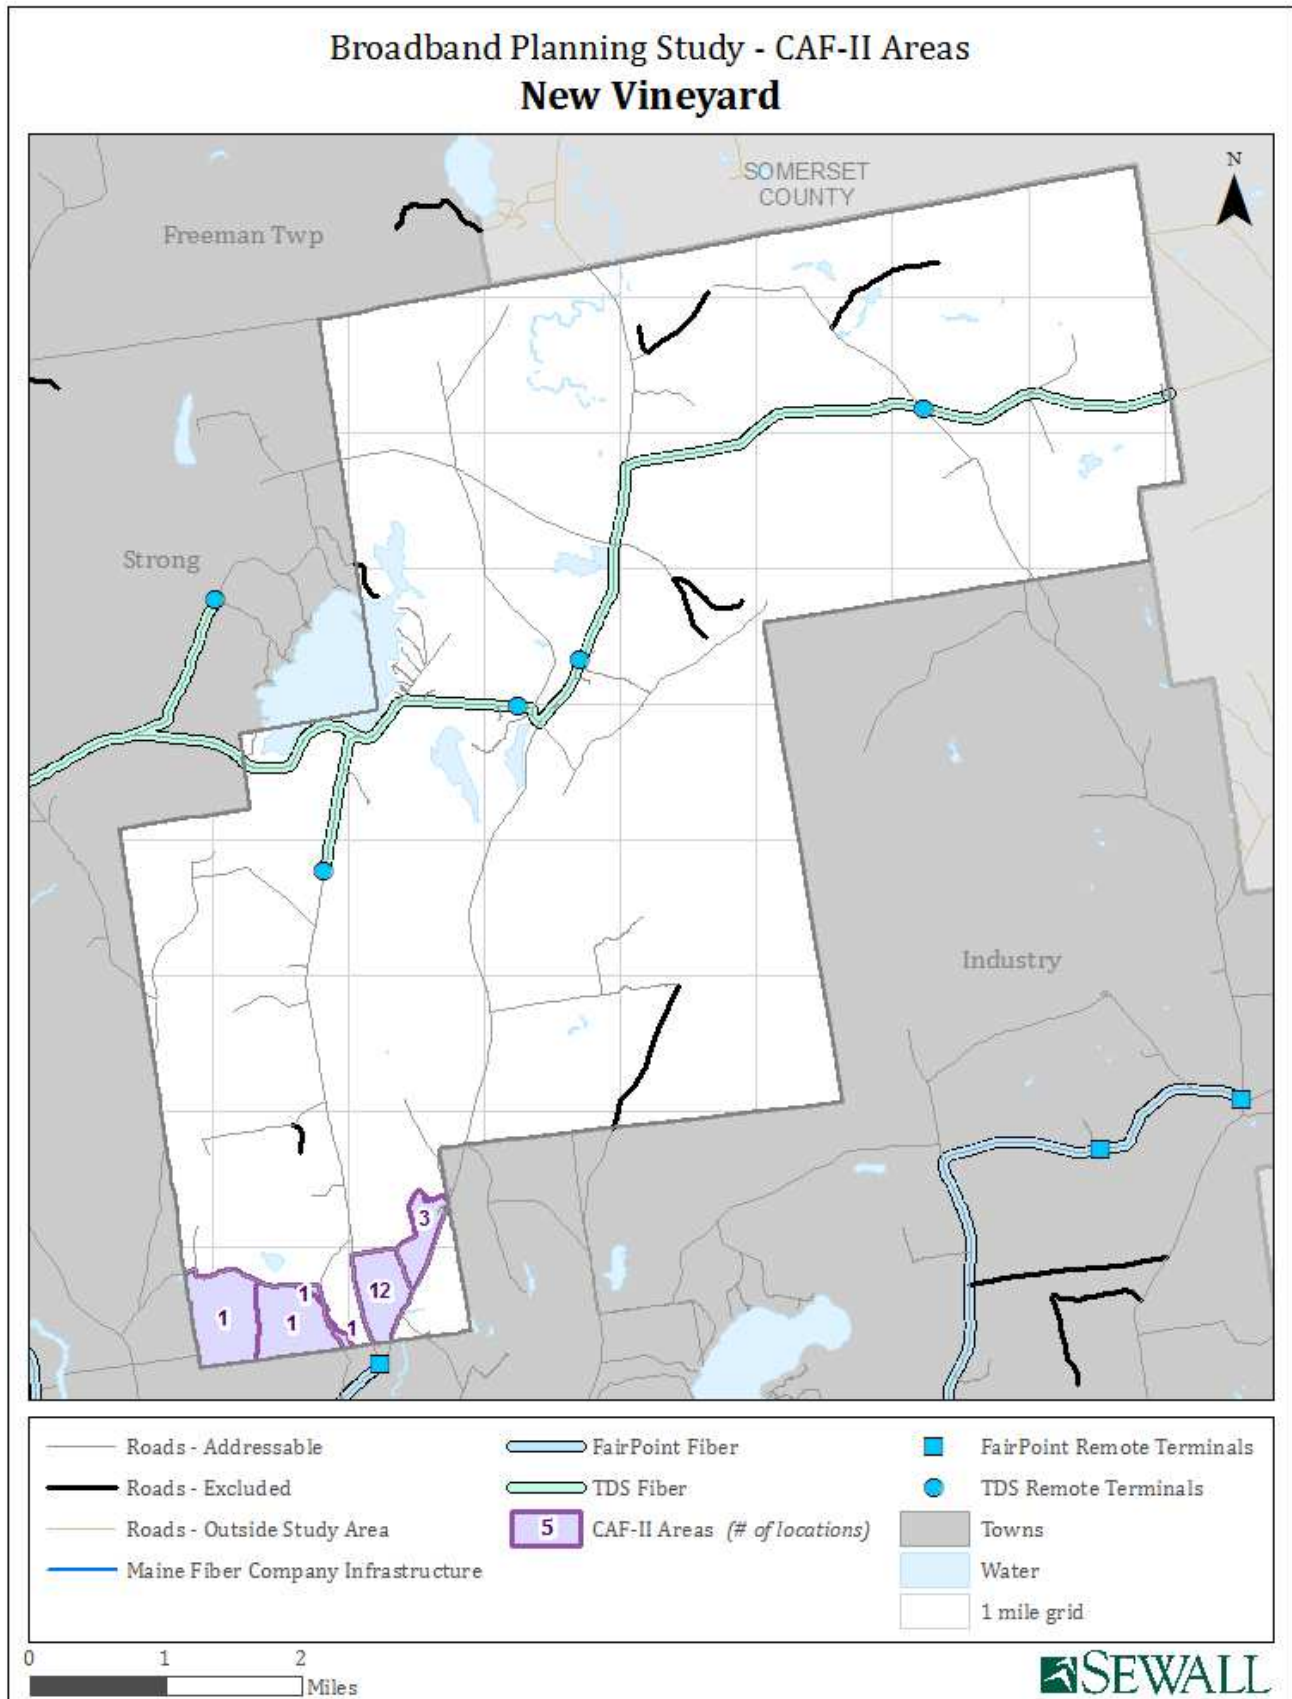 Broadband Planning Study - CAF-II Areas
New Vineyard
SOMERSET
COUNTY
N
Freeman Twp
Strong
Industry
3
12
1
1
1
1
Roads - Addressable
Roads - Excluded
Roads - Outside Study Area
Maine Fiber Company Infrastructure
FairPoint Fiber
TDS Fiber
5 CAF-II Areas (# of locations)
FairPoint Remote Terminals
TDS Remote Terminals
Towns
Water
1 mile grid
0 1 2
Miles
SEWALL